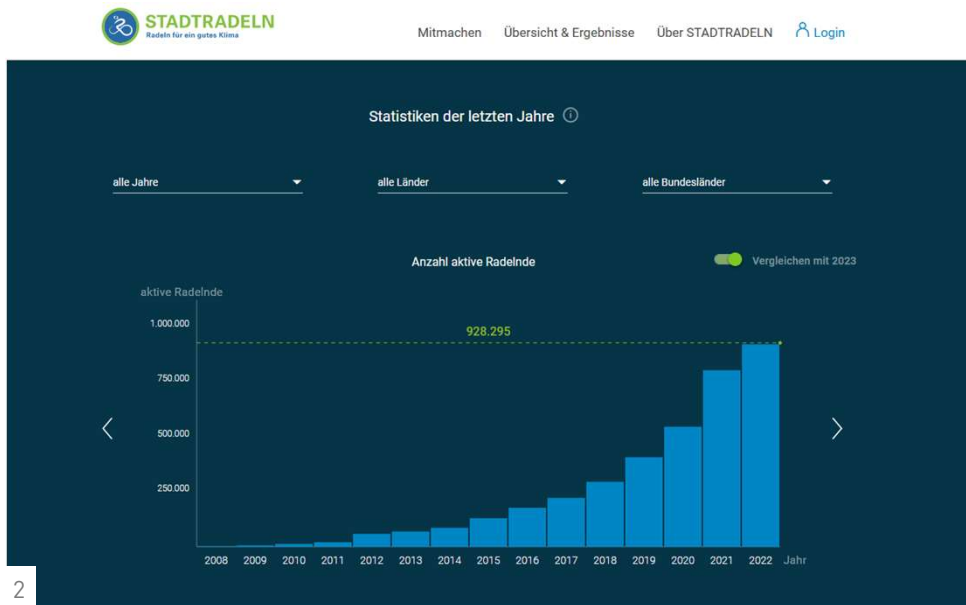 STADTRADELN
Radeln für ein gutes Klima
Mitmachen Übersicht & Ergebnisse Über STADTRADELN Login
Statistiken der letzten Jahre
alle Jahre alle Länder alle Bundesländer
Anzahl aktive Radelnde Vergleichen mit 2023
aktive Radelnde
1.000.000
928.295
750.000
500.000
250.000
2008 2009 2010 2011 2012 2013 2014 2015 2016 2017 2018 2019 2020 2021 2022 Jahr
2